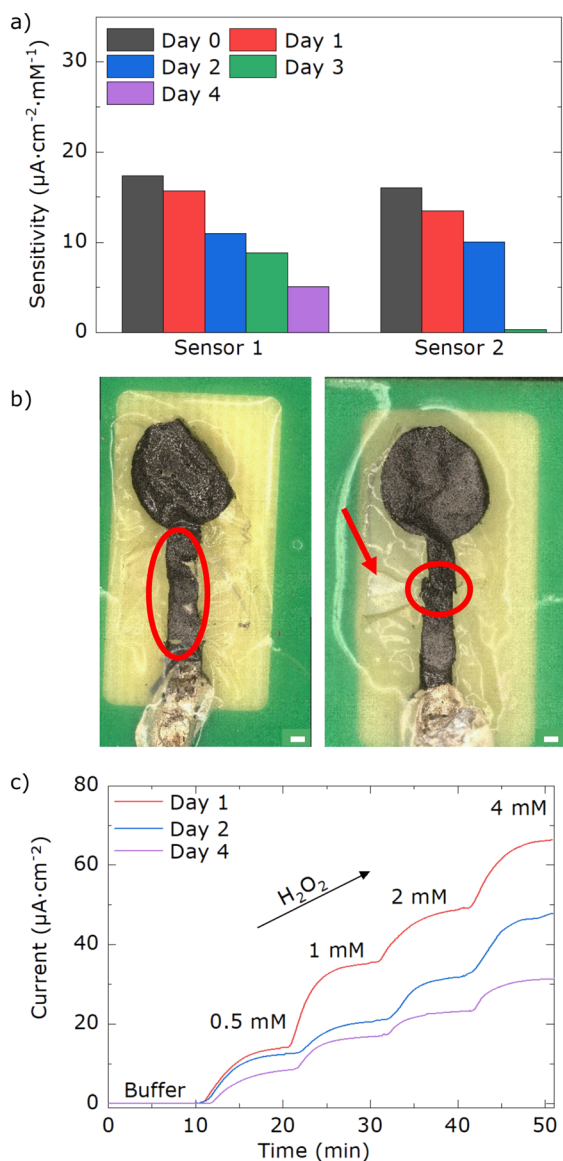 a)
Day 0 Day 1
Day 2 Day 3
Day 4
Sensitivity (µA·cm⁻²·mM⁻¹)
30
20
10
0
Sensor 1 Sensor 2
b)
c)
80
60
40
20
0
Current (µA·cm⁻²)
Day 1
Day 2
Day 4
H₂O₂
4 mM
2 mM
1 mM
0.5 mM
Buffer
0 10 20 30 40 50
Time (min)